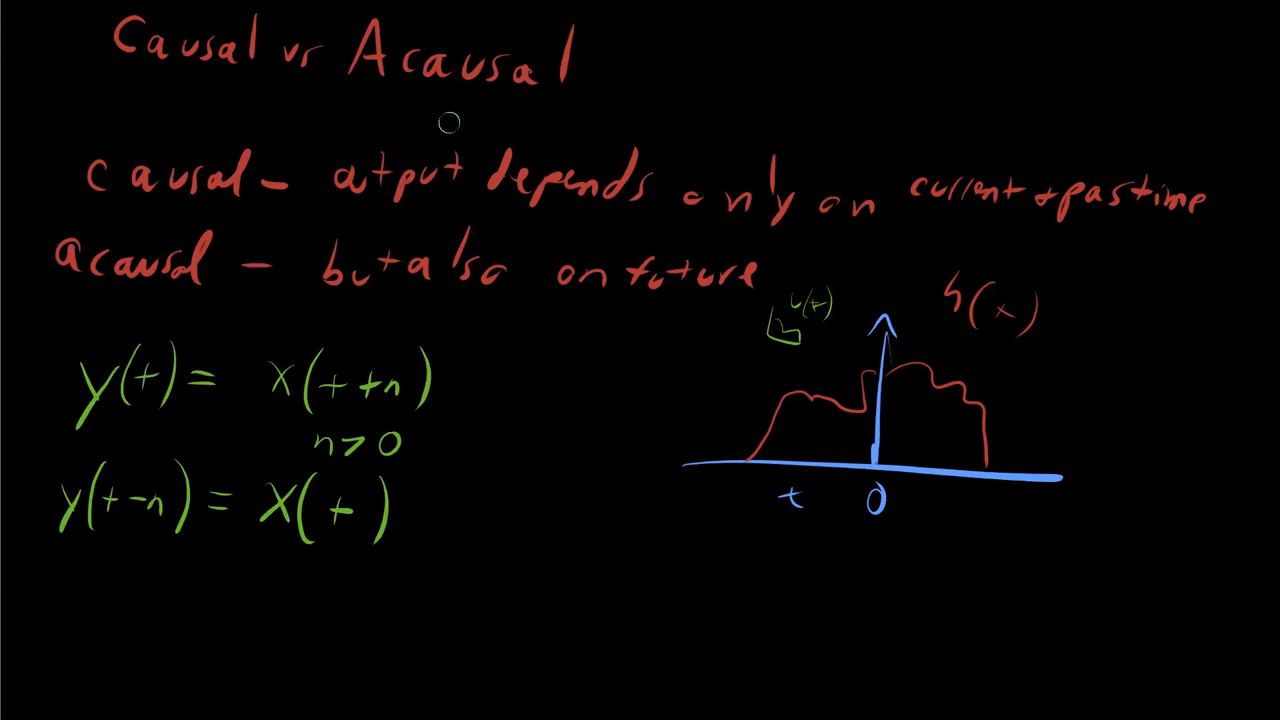 Causal vs Acausal
causal - output depends only on current + past time
acausal - but also on future
y(t) = x(t+n)
n>0
y(t-n) = x(t)
u(t)
h(t)
t 0